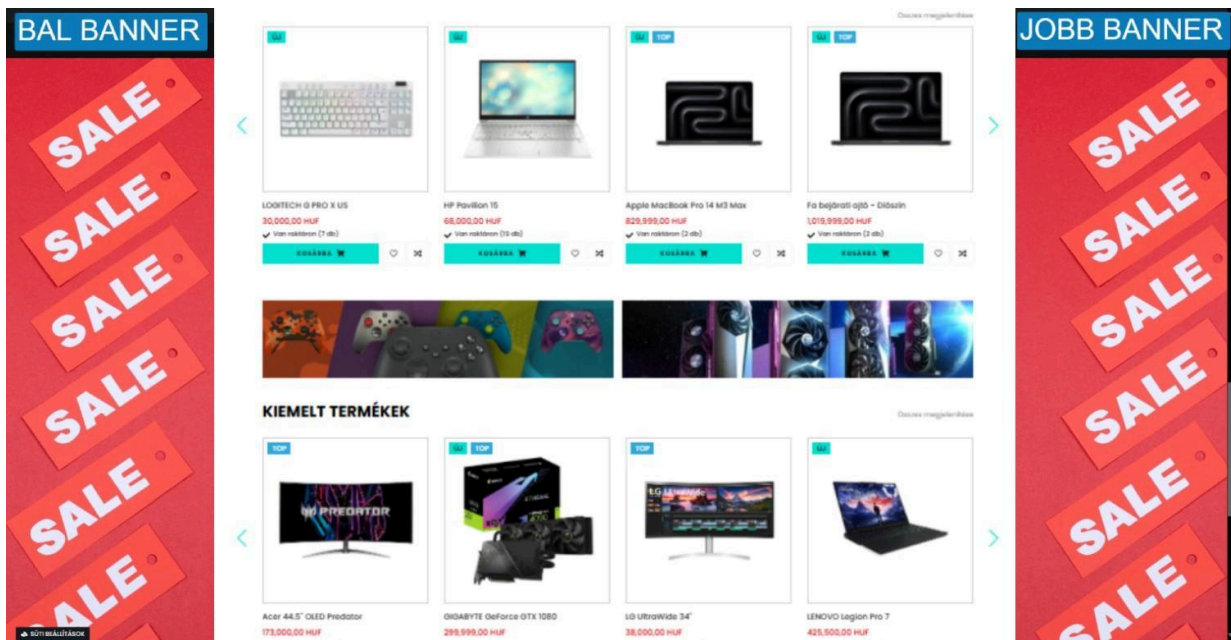 BAL BANNER
JOBB BANNER
Összes megjelenítése
ÚJ
ÚJ
ÚJ TOP
ÚJ TOP
LOGITECH G PRO X US
HP Pavilion 15
Apple MacBook Pro 14 M3 Max
Fa bejárati ajtó - Diószín
30,000,00 HUF
68,000,00 HUF
829,999,00 HUF
1,019,999,00 HUF
Van raktáron (7 db)
Van raktáron (19 db)
Van raktáron (2 db)
Van raktáron (2 db)
KOSÁRBA
KOSÁRBA
KOSÁRBA
KOSÁRBA
KIEMELT TERMÉKEK
Összes megjelenítése
TOP
ÚJ TOP
TOP
ÚJ
PREDATOR
LG UltraWide
Acer 44.5" OLED Predator
GIGABYTE GeForce GTX 1080
LG UltraWide 34"
LENOVO Legion Pro 7
173,000,00 HUF
299,999,00 HUF
38,000,00 HUF
425,500,00 HUF
SALE
SALE
SALE
SALE
SALE
SALE
SALE
SALE
SALE
SALE
SALE
SALE
SÜTI BEÁLLÍTÁSOK